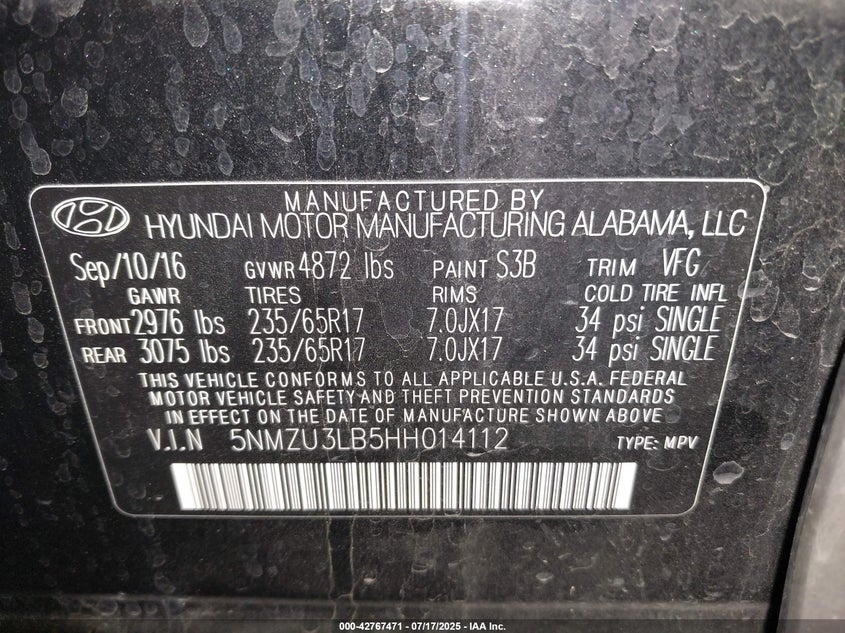 MANUFACTURED BY
HYUNDAI MOTOR MANUFACTURING ALABAMA, LLC
Sep/10/16 GVWR 4872 lbs PAINT S3B TRIM VFG
GAWR TIRES RIMS COLD TIRE INFL
FRONT 2976 lbs 235/65R17 7.0JX17 34 psi SINGLE
REAR 3075 lbs 235/65R17 7.0JX17 34 psi SINGLE
THIS VEHICLE CONFORMS TO ALL APPLICABLE U.S.A. FEDERAL
MOTOR VEHICLE SAFETY AND THEFT PREVENTION STANDARDS
IN EFFECT ON THE DATE OF MANUFACTURE SHOWN ABOVE
V.I.N 5NMZU3LB5HH014112 TYPE: MPV
000-42767471 - 07/17/2025 - IAA Inc.